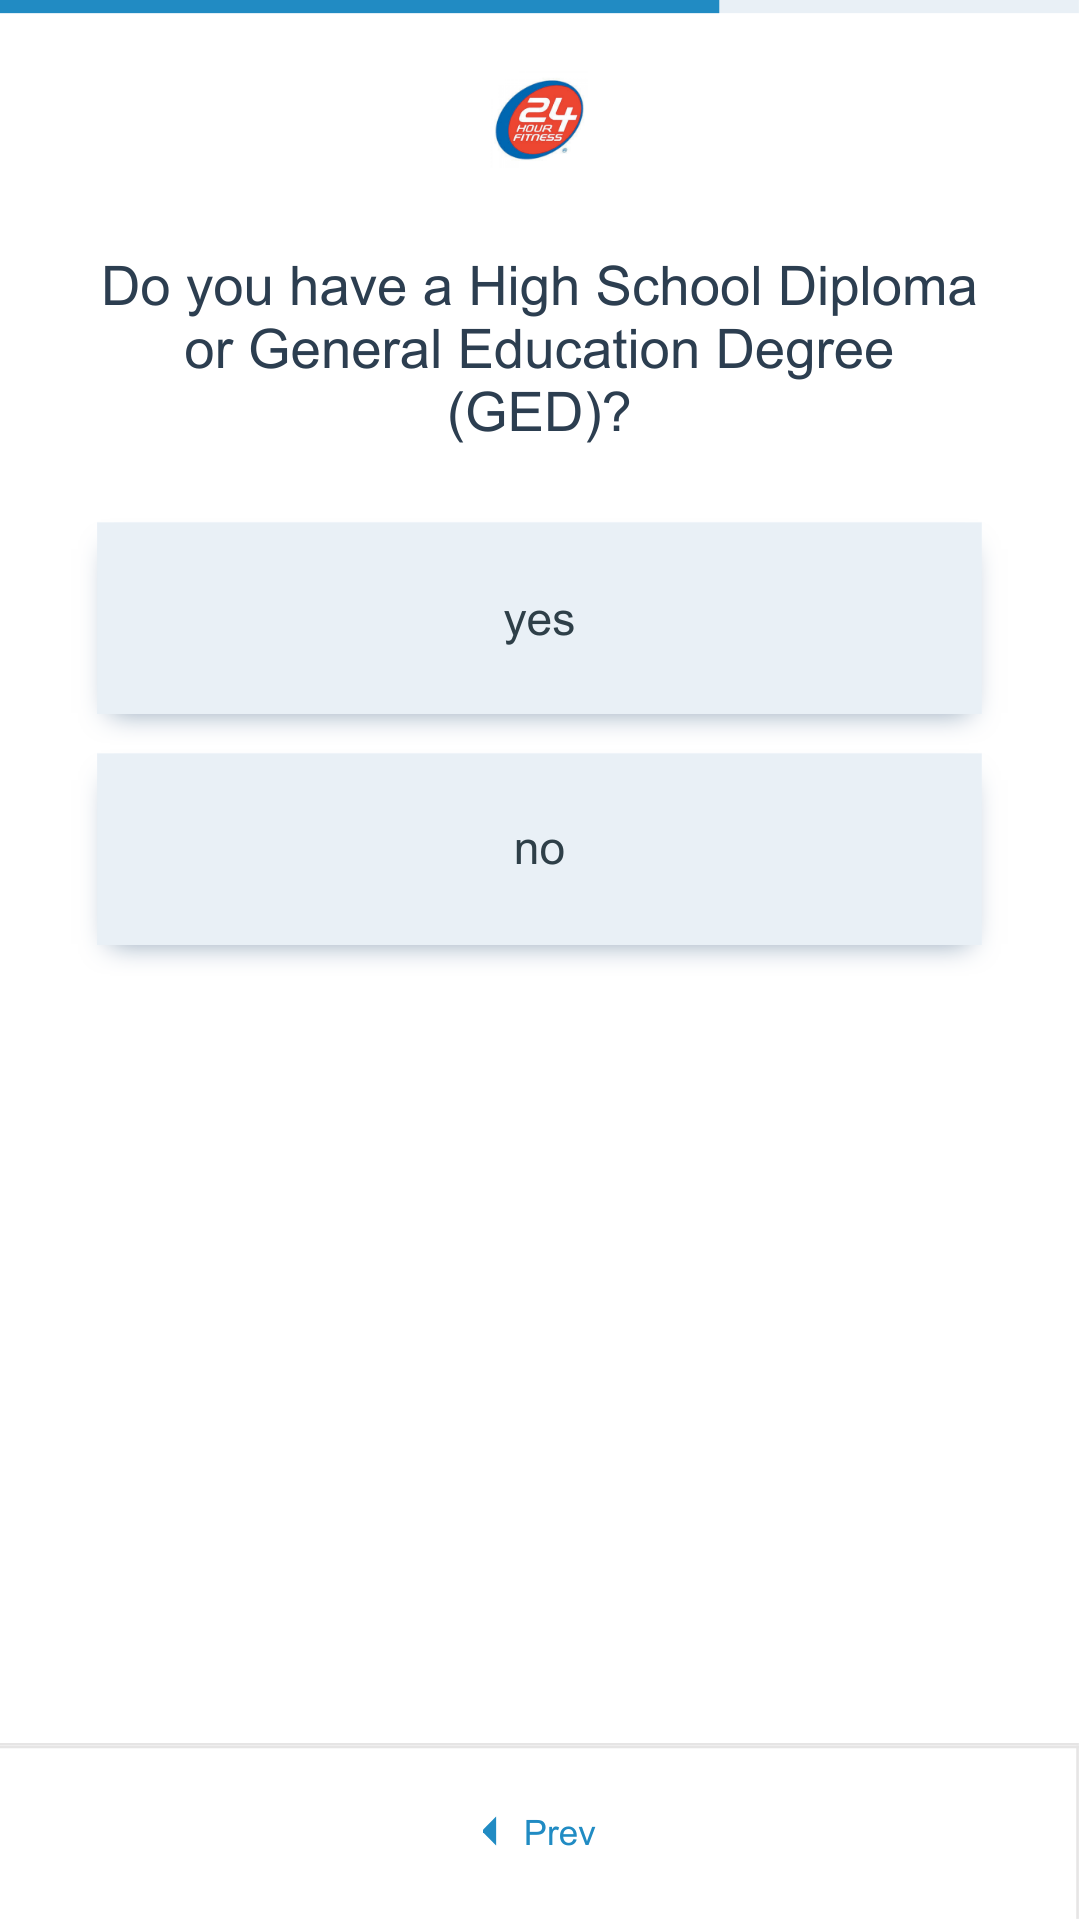 24
HOUR
FITNESS
Do you have a High School Diploma
or General Education Degree
(GED)?
yes
no
Prev